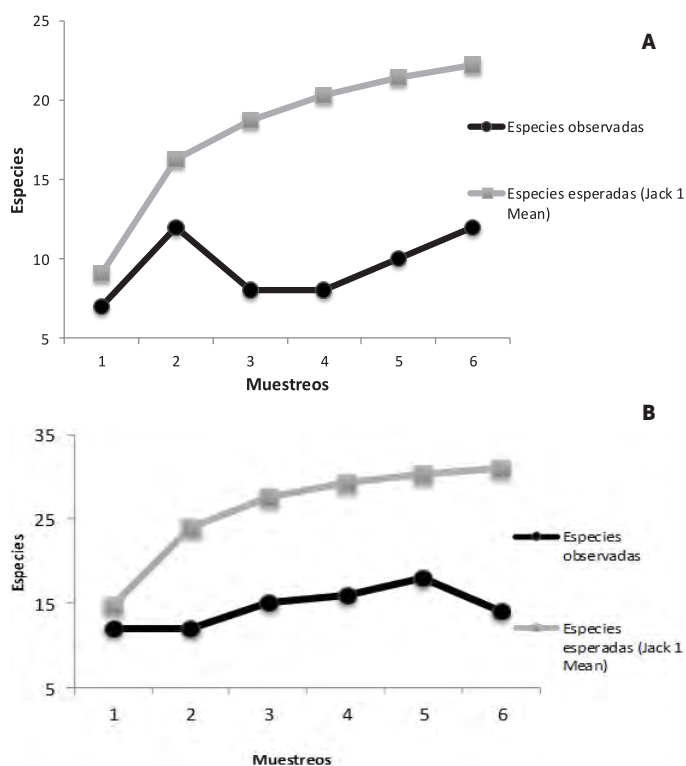 A
25
20
15
10
5
Especies
1 2 3 4 5 6
Muestreos
Especies observadas
Especies esperadas (Jack 1
Mean)
B
35
25
15
5
Especies
1 2 3 4 5 6
Muestreos
Especies
observadas
Especies
esperadas (Jack 1
Mean)